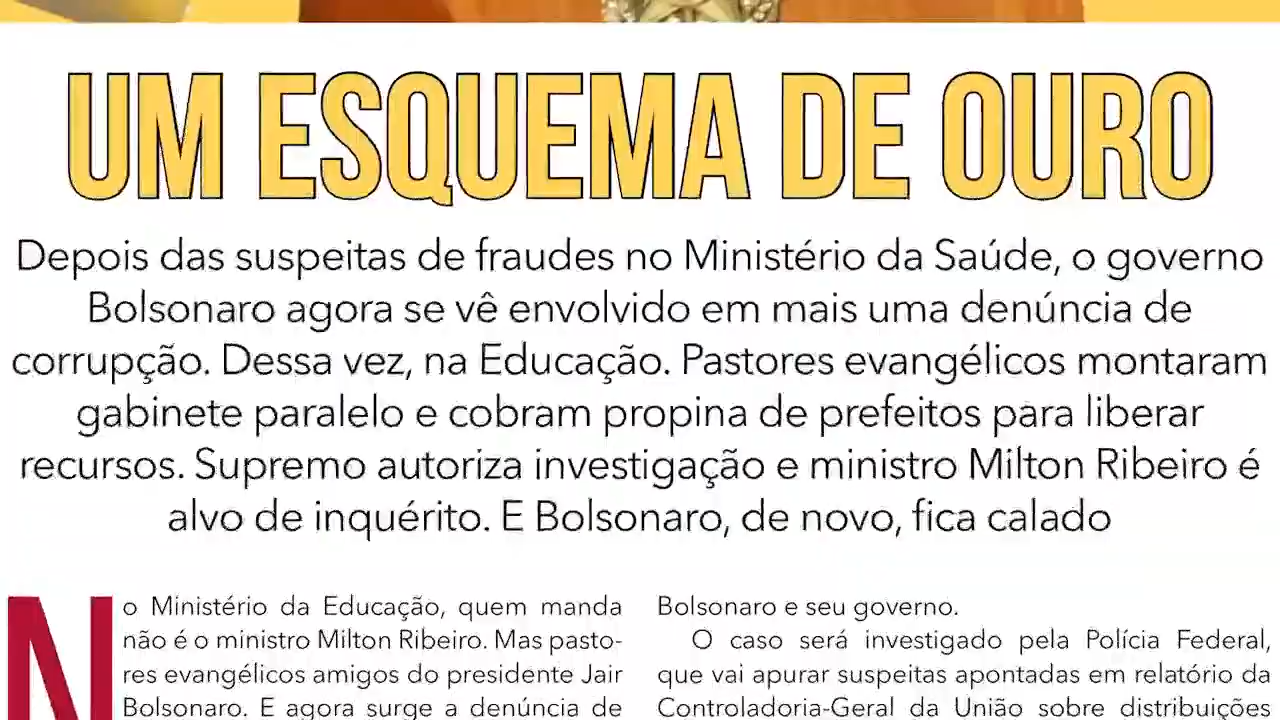 UM ESQUEMA DE OURO
Depois das suspeitas de fraudes no Ministério da Saúde, o governo
Bolsonaro agora se vê envolvido em mais uma denúncia de
corrupção. Dessa vez, na Educação. Pastores evangélicos montaram
gabinete paralelo e cobram propina de prefeitos para liberar
recursos. Supremo autoriza investigação e ministro Milton Ribeiro é
alvo de inquérito. E Bolsonaro, de novo, fica calado
No Ministério da Educação, quem manda
não é o ministro Milton Ribeiro. Mas pasto-
res evangélicos amigos do presidente Jair
Bolsonaro. E agora surge a denúncia de
Bolsonaro e seu governo.
O caso será investigado pela Polícia Federal,
que vai apurar suspeitas apontadas em relatório da
Controladoria-Geral da União sobre distribuições